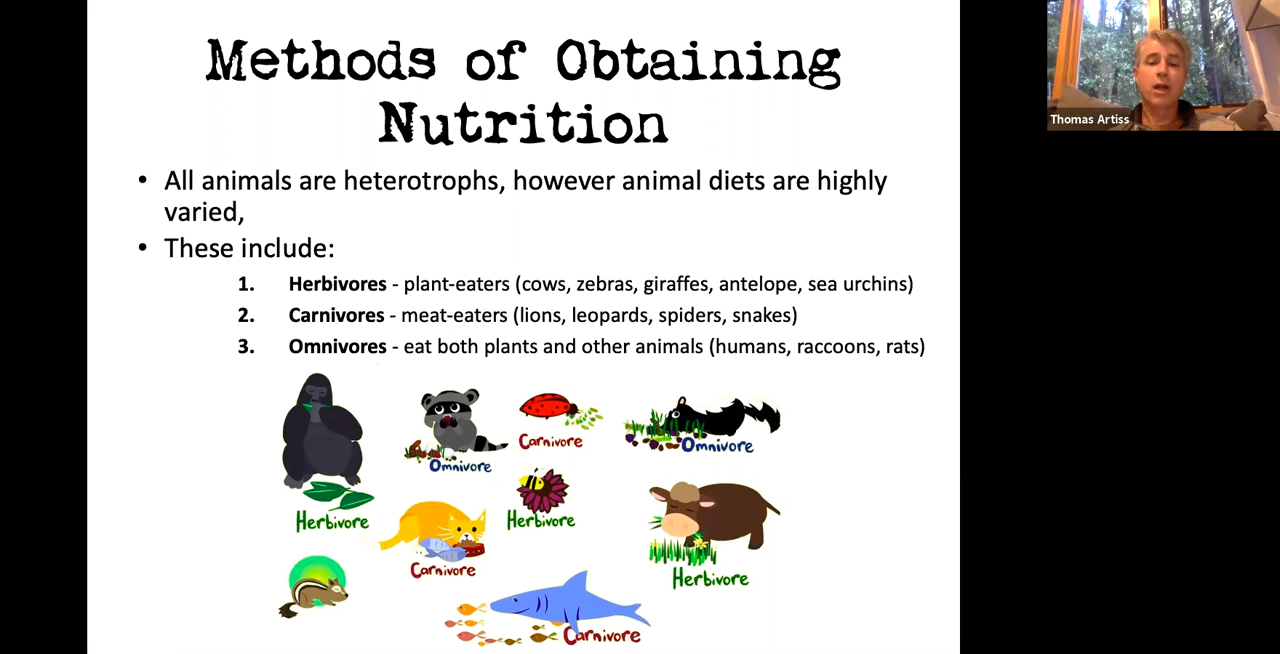 Methods of Obtaining
Nutrition
• All animals are heterotrophs, however animal diets are highly
varied,
• These include:
1. Herbivores - plant-eaters (cows, zebras, giraffes, antelope, sea urchins)
2. Carnivores - meat-eaters (lions, leopards, spiders, snakes)
3. Omnivores - eat both plants and other animals (humans, raccoons, rats)
Carnivore
Omnivore
Omnivore
Herbivore
Herbivore
Carnivore
Herbivore
Carnivore
Thomas Artiss